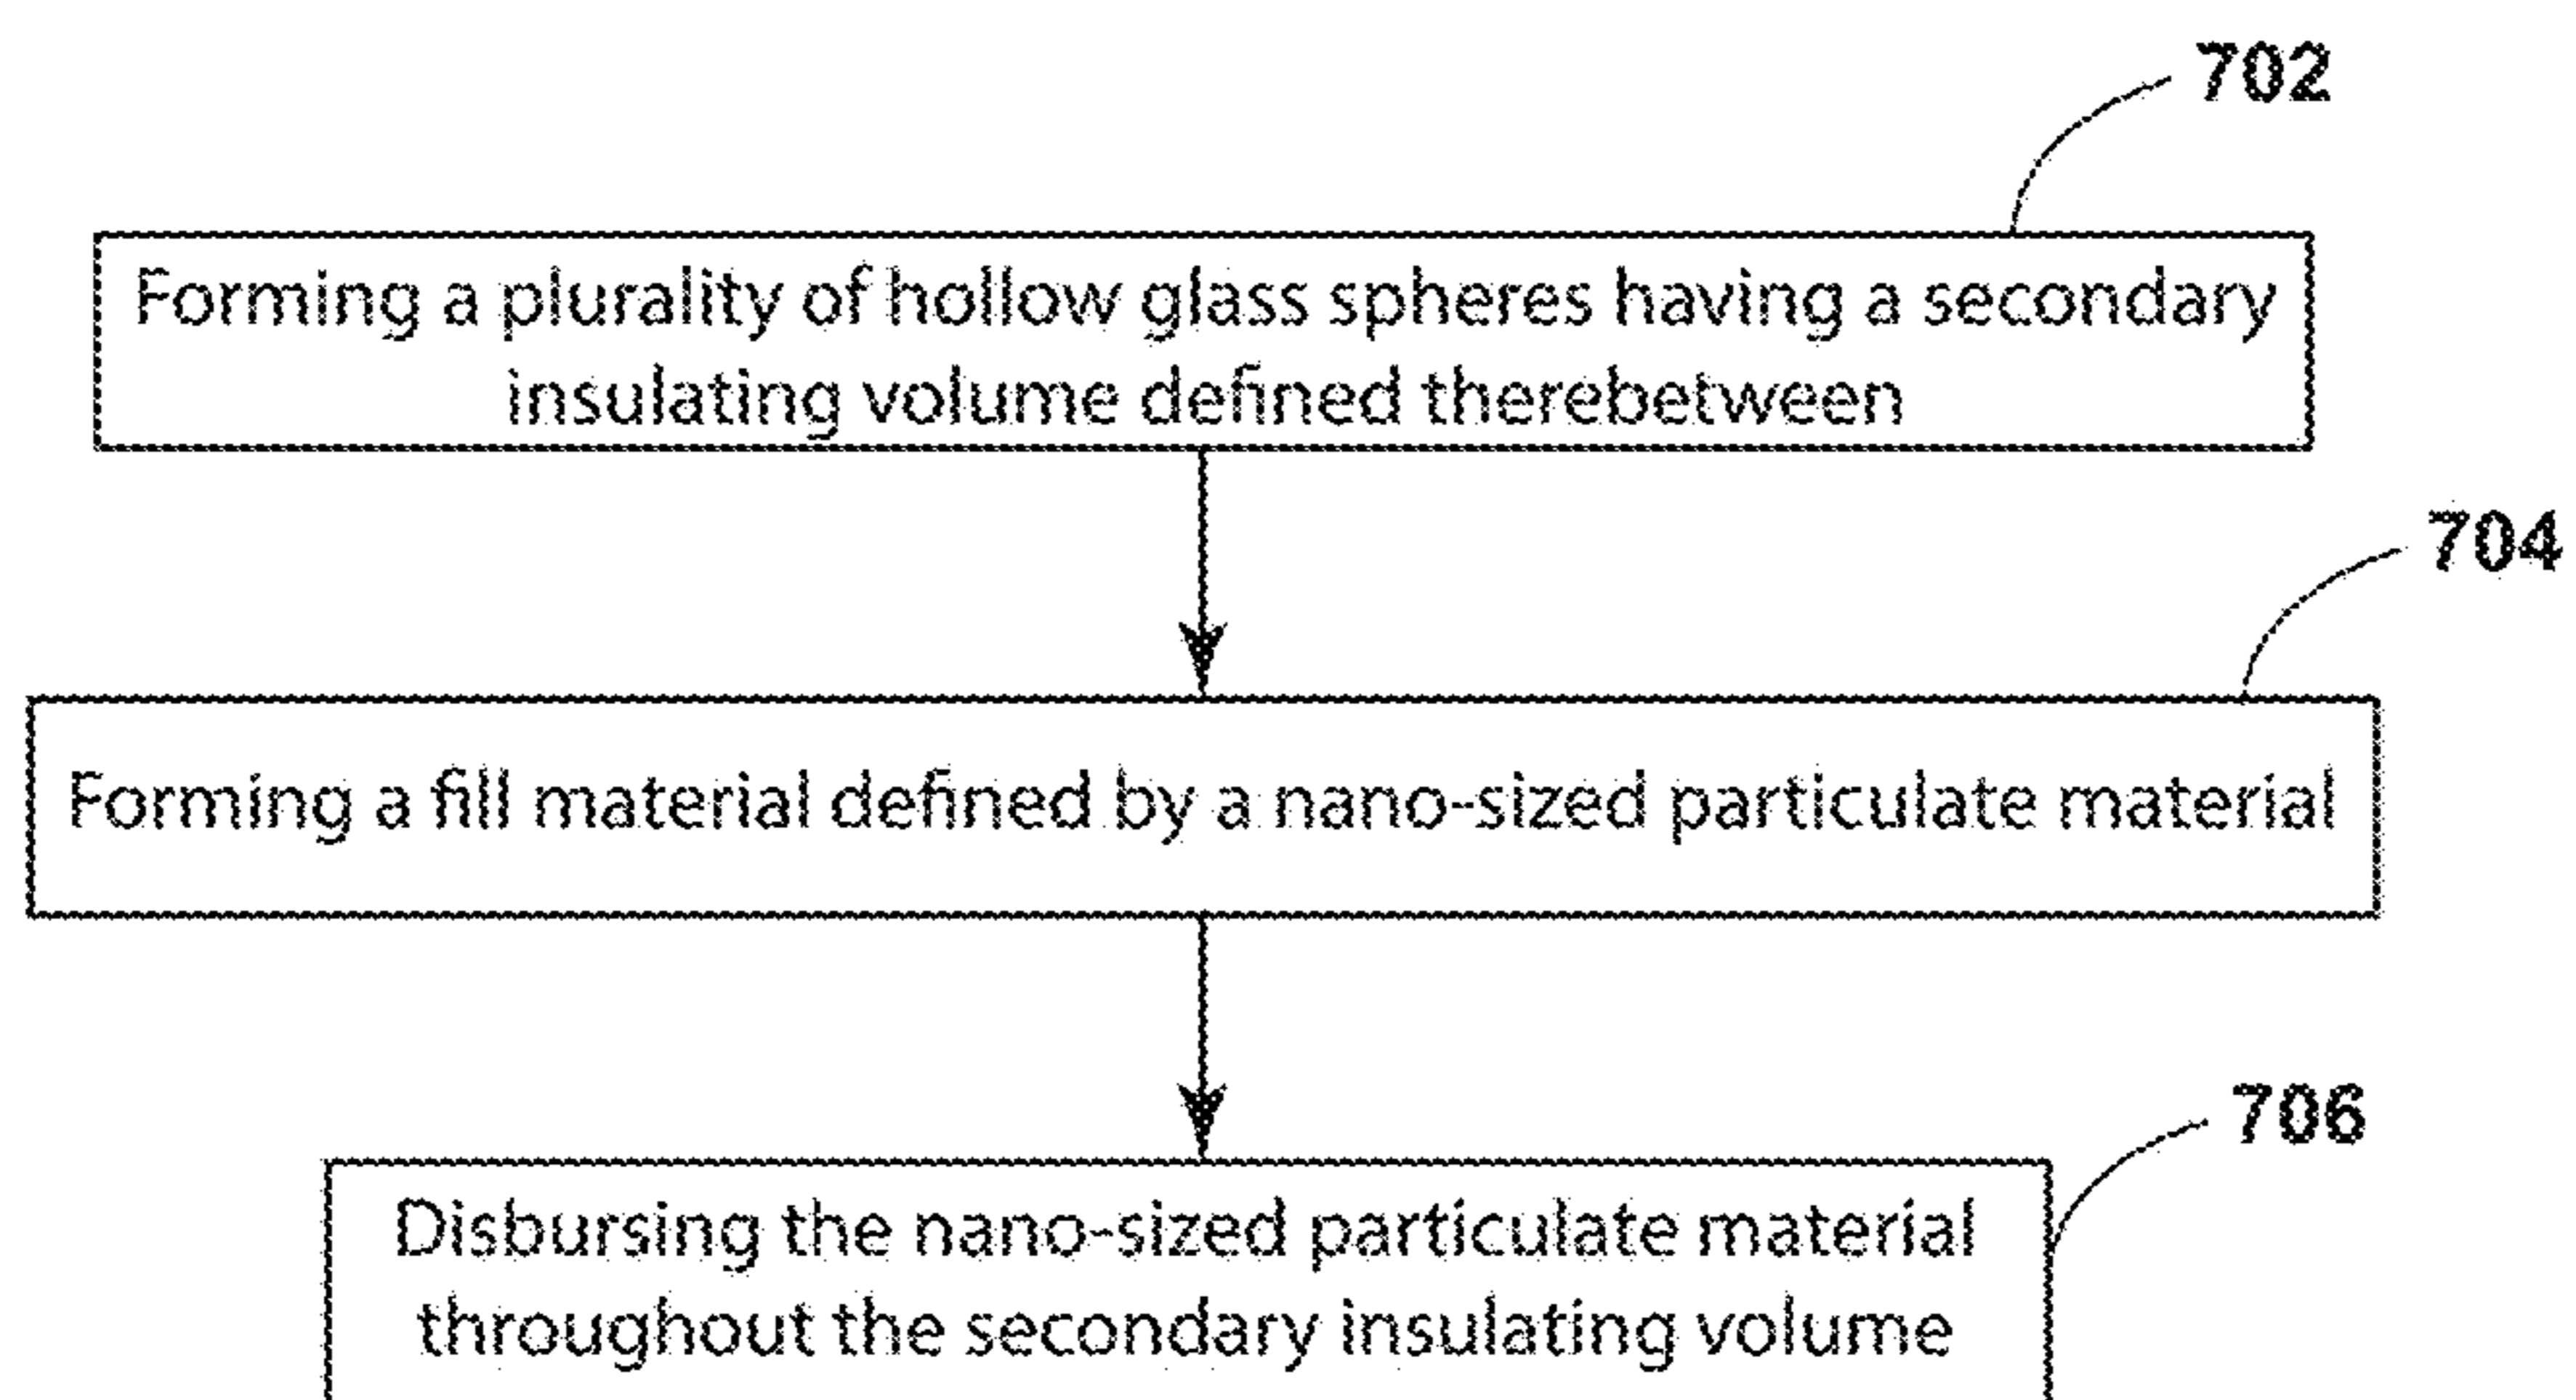 702
Forming a plurality of hollow glass spheres having a secondary
insulating volume defined therebetween
704
Forming a fill material defined by a nano-sized particulate material
706
Disbursing the nano-sized particulate material
throughout the secondary insulating volume